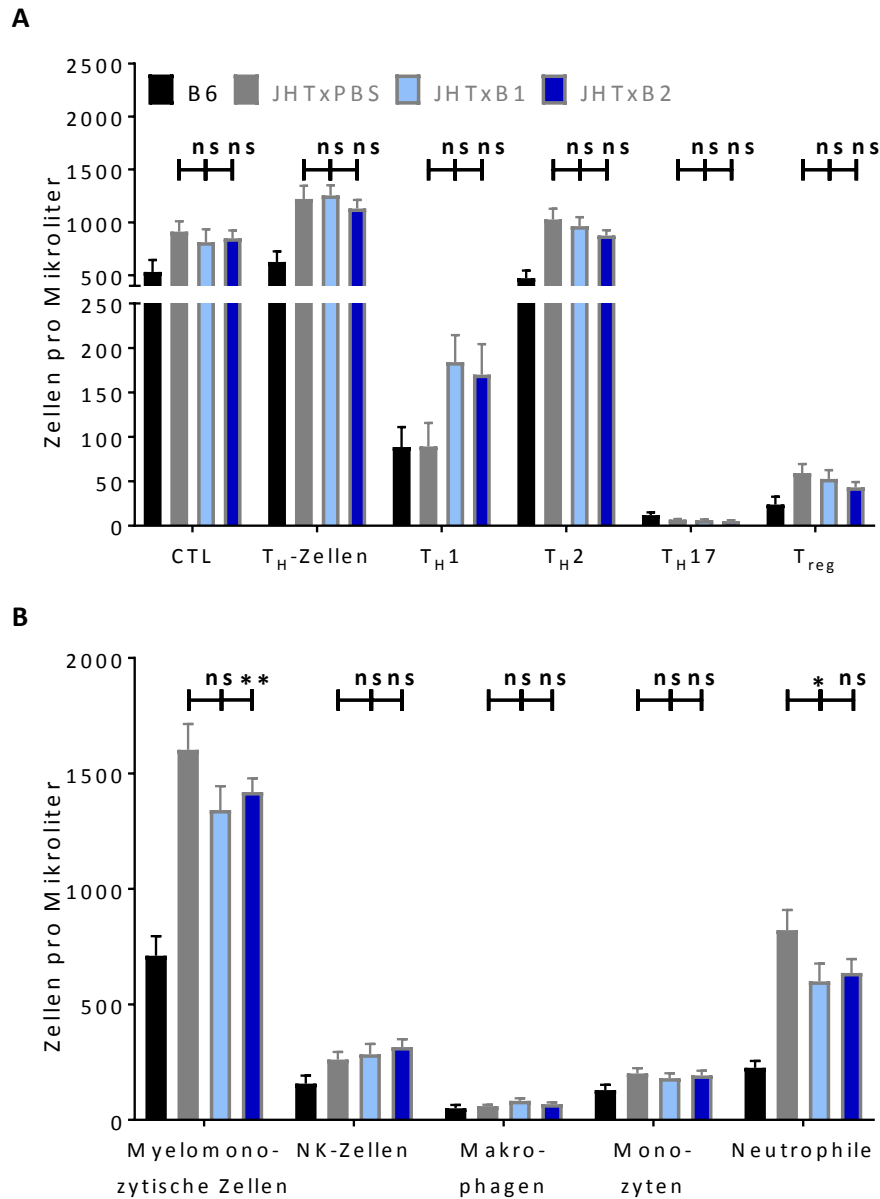 A
2500
B6 JHTxPBS JHTxB1 JHTxB2
2000
ns ns ns ns ns ns ns ns ns ns ns ns
1500
1000
500
250
200
150
100
50
0
Zellen pro Mikroliter
CTL TH-Zellen TH1 TH2 TH17 Treg
B
2000
ns ** ns ns ns ns ns ns * ns
1500
1000
500
0
Zellen pro Mikroliter
Myelomono- NK-Zellen Makro- Mono- Neutrophile
zytische Zellen phagen zyten